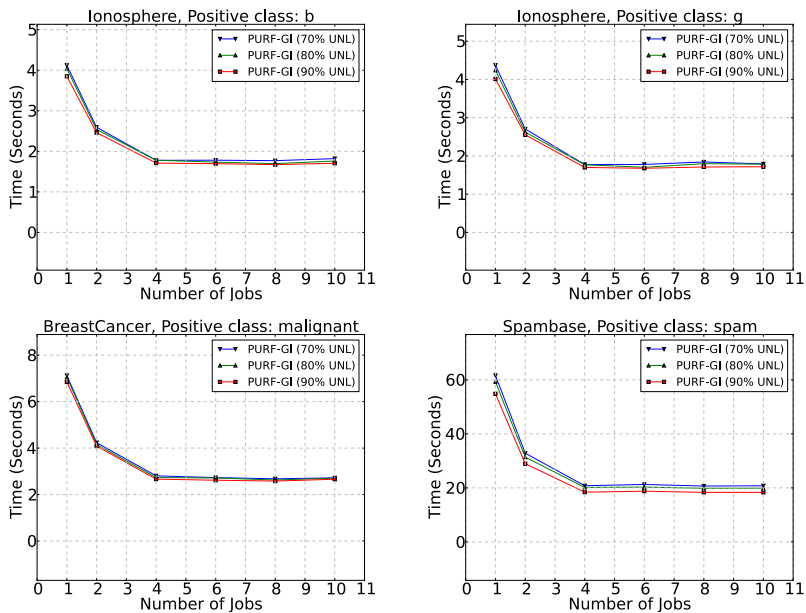 Ionosphere, Positive class: b
PURF-GI (70% UNL)
PURF-GI (80% UNL)
PURF-GI (90% UNL)
Time (Seconds)
5
4
3
2
1
0
0 1 2 3 4 5 6 7 8 9 10 11
Number of Jobs
Ionosphere, Positive class: g
PURF-GI (70% UNL)
PURF-GI (80% UNL)
PURF-GI (90% UNL)
Time (Seconds)
5
4
3
2
1
0
0 1 2 3 4 5 6 7 8 9 10 11
Number of Jobs
BreastCancer, Positive class: malignant
PURF-GI (70% UNL)
PURF-GI (80% UNL)
PURF-GI (90% UNL)
Time (Seconds)
8
6
4
2
0
0 1 2 3 4 5 6 7 8 9 10 11
Number of Jobs
Spambase, Positive class: spam
PURF-GI (70% UNL)
PURF-GI (80% UNL)
PURF-GI (90% UNL)
Time (Seconds)
60
40
20
0
0 1 2 3 4 5 6 7 8 9 10 11
Number of Jobs